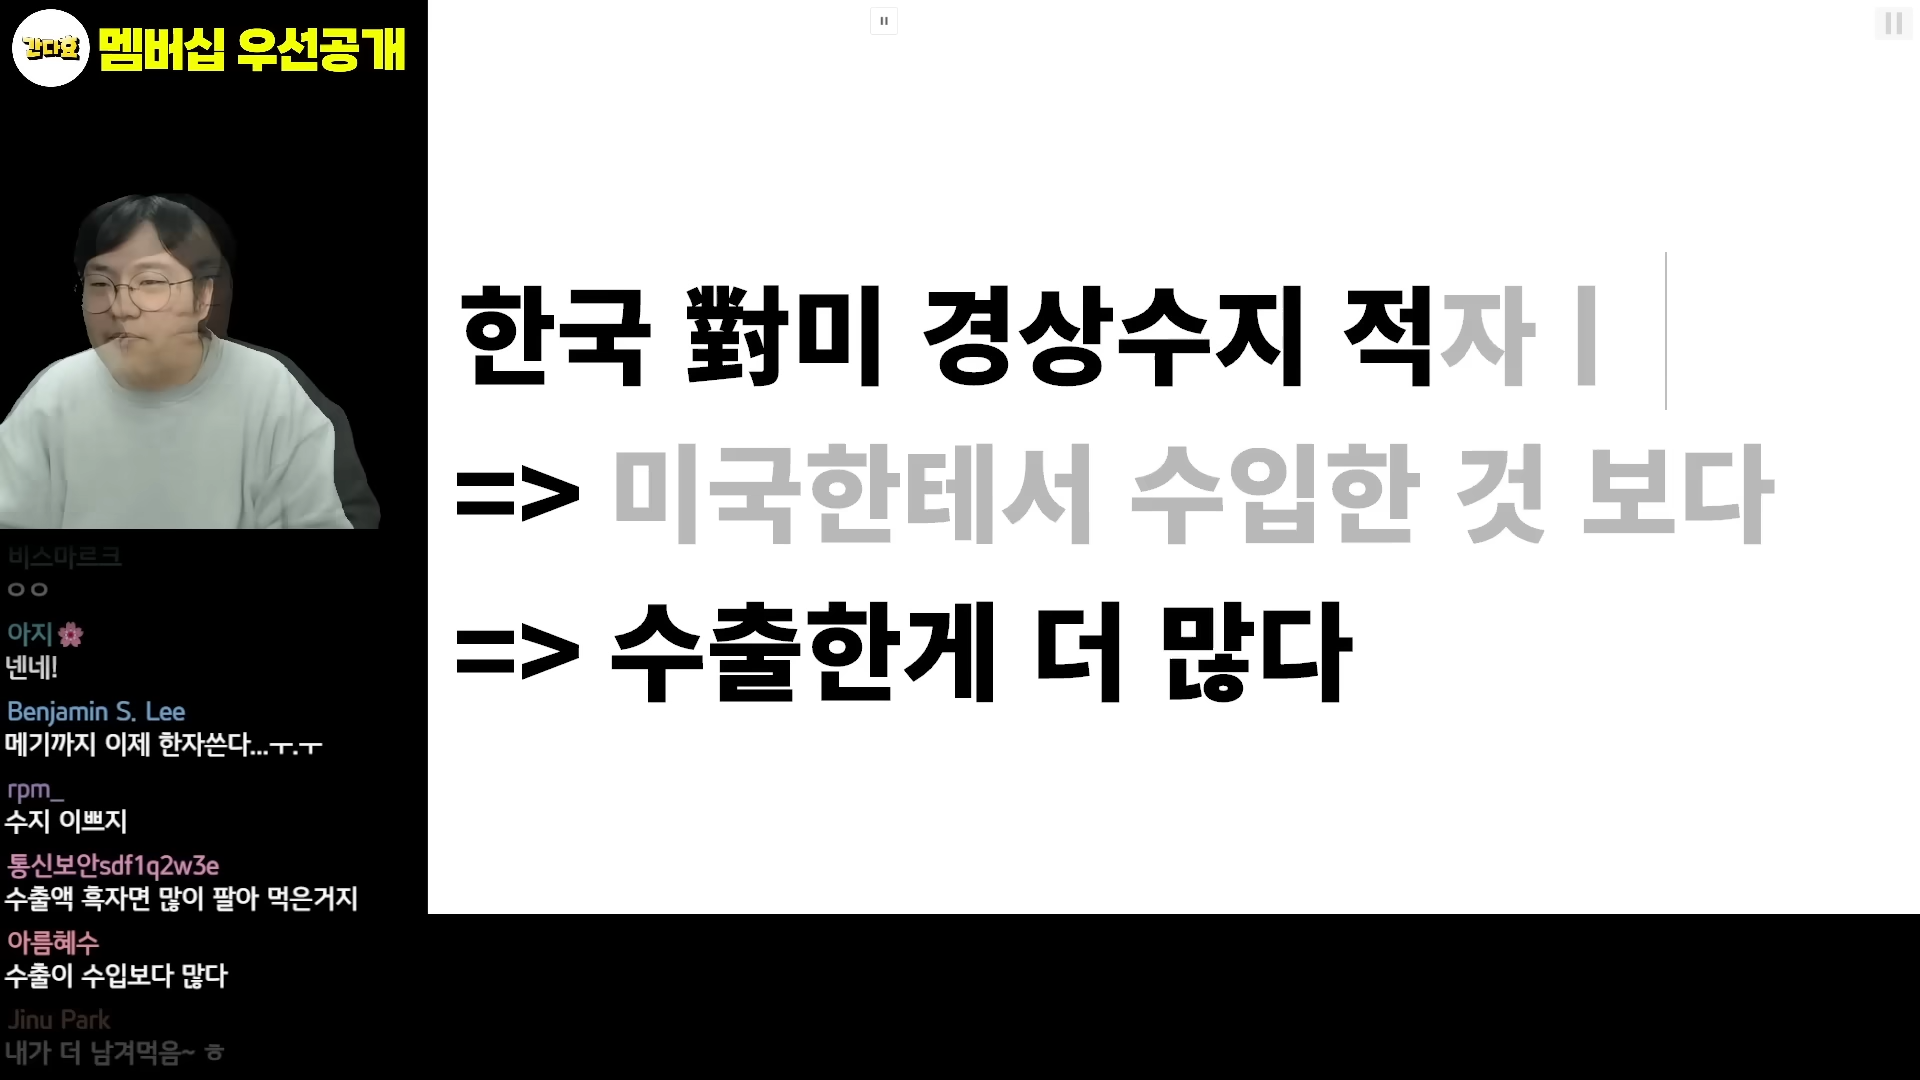 간다효
멤버십 우선공개
한국 對미 경상수지 적자ㅣ
=> 미국한테서 수입한 것 보다
=> 수출한게 더 많다
비스마르크
ㅇㅇ
아지🌸
넨네!
Benjamin S. Lee
메기까지 이제 한자쓴다...ㅜ.ㅜ
rpm_
수지 이쁘지
통신보안sdf1q2w3e
수출액 흑자면 많이 팔아 먹은거지
아름혜수
수출이 수입보다 많다
Jinu Park
내가 더 남겨먹음~ ㅎ